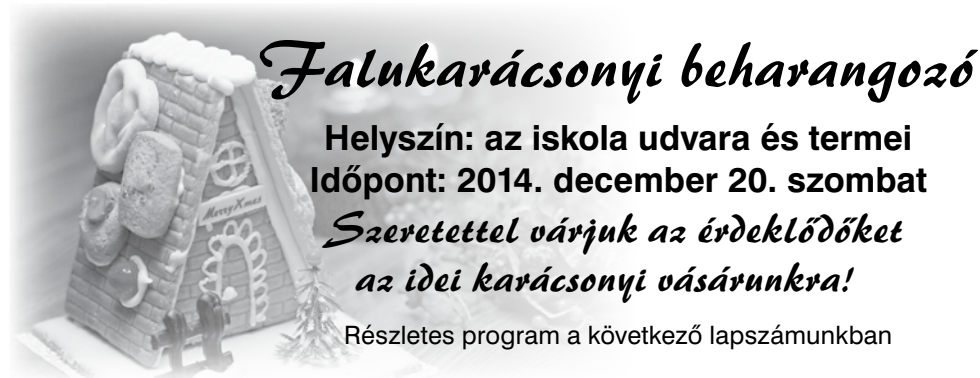 Falukarácsonyi beharangozó
Helyszín: az iskola udvara és termei
Időpont: 2014. december 20. szombat
Merry Xmas
Szeretettel várjuk az érdeklődőket
az idei karácsonyi vásárunkra!
Részletes program a következő lapszámunkban